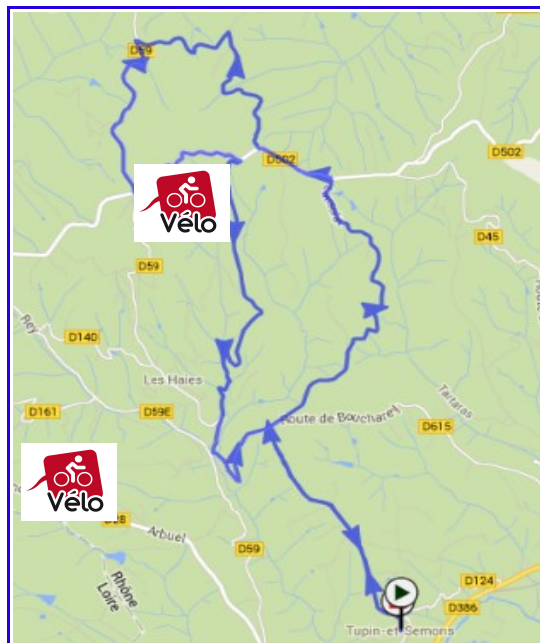 D59
D502
D502
Vélo
D45
D59
Rey
D140
Les Haies
Tartaras
D161
D59E
Route de Boucharey
D615
Vélo
D28
Arbuel
D59
Rhône
Loire
D124
D386
Tupin-et-Semons